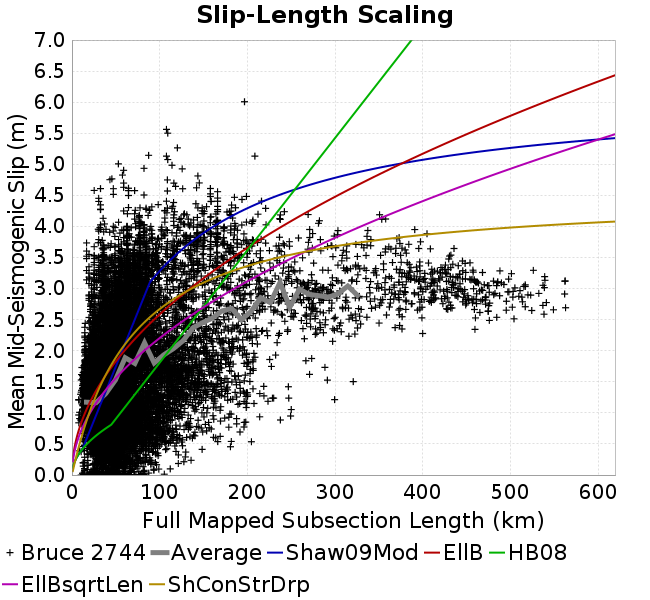 Slip-Length Scaling
Mean Mid-Seismogenic Slip (m)
7.0
6.5
6.0
5.5
5.0
4.5
4.0
3.5
3.0
2.5
2.0
1.5
1.0
0.5
0.0
0 100 200 300 400 500 600
Full Mapped Subsection Length (km)
Bruce 2744 Average Shaw09Mod EllB HB08
EllBsqrtLen ShConStrDrp